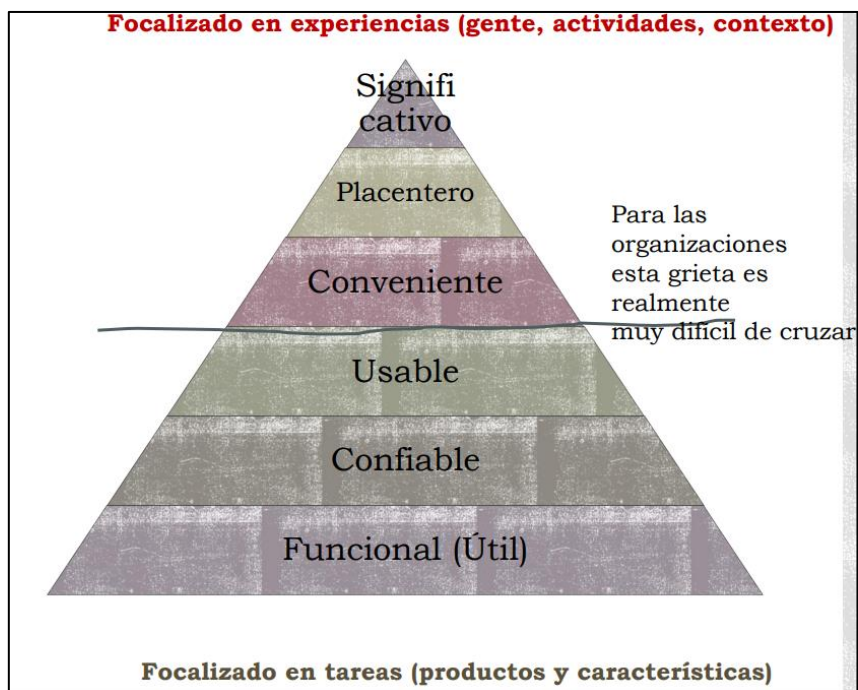 Focalizado en experiencias (gente, actividades, contexto)
Signifi
cativo
Placentero
Conveniente
Para las
organizaciones
esta grieta es
realmente
muy difícil de cruzar
Usable
Confiable
Funcional (Útil)
Focalizado en tareas (productos y características)